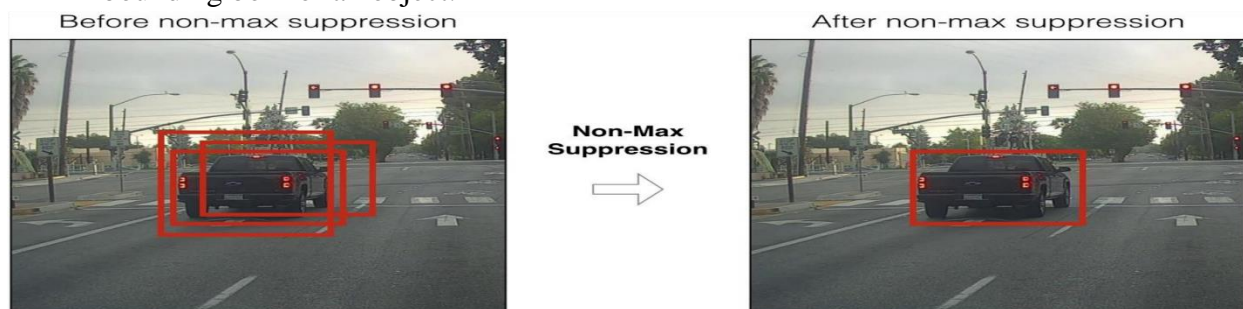 Before non-max suppression
After non-max suppression
Non-Max
Suppression